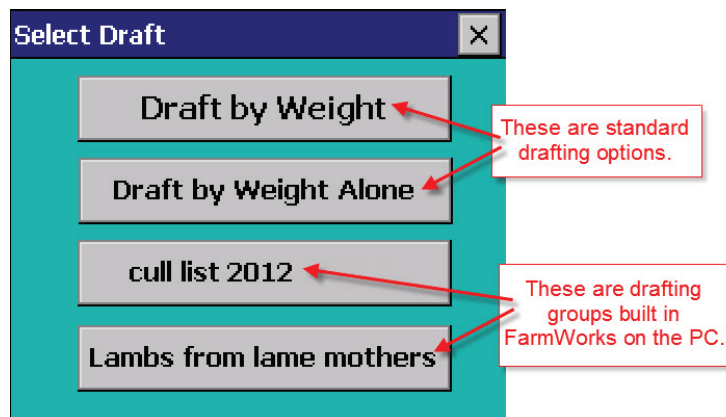 Select Draft
Draft by Weight
These are standard
drafting options.
Draft by Weight Alone
cull list 2012
These are drafting
groups built in
FarmWorks on the PC.
Lambs from lame mothers